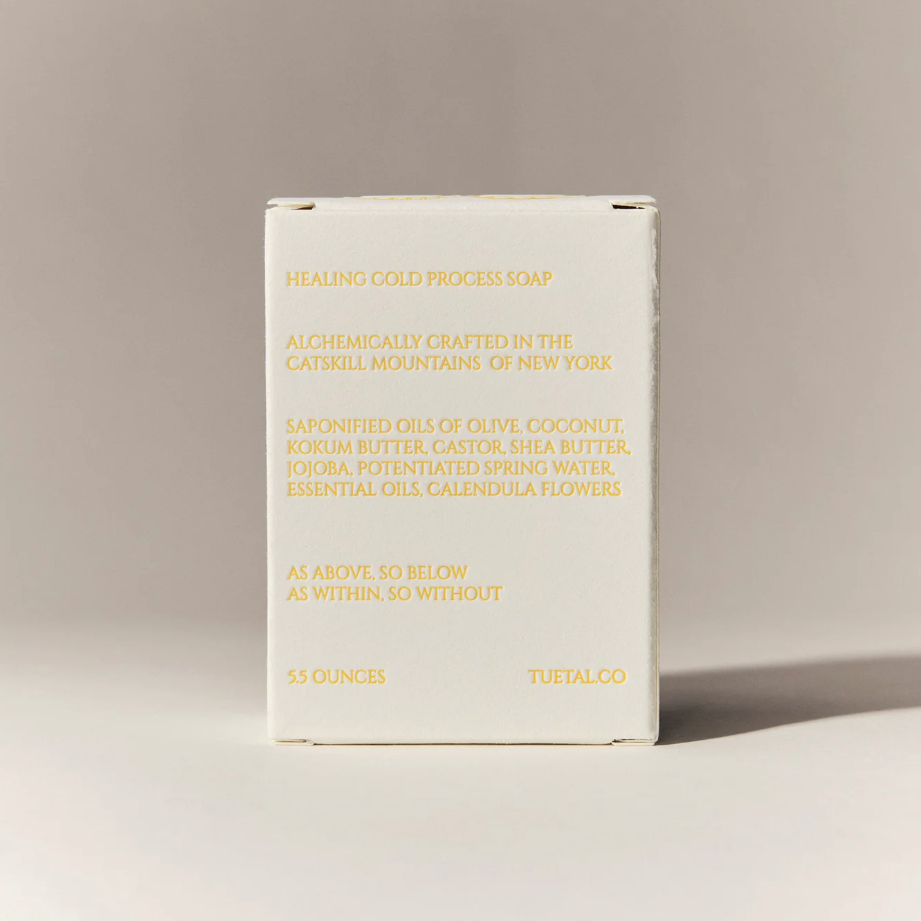 HEALING COLD PROCESS SOAP
ALCHEMICALLY CRAFTED IN THE
CATSKILL MOUNTAINS OF NEW YORK
SAPONIFIED OILS OF OLIVE, COCONUT,
KOKUM BUTTER, CASTOR, SHEA BUTTER,
JOJOBA, POTENTIATED SPRING WATER,
ESSENTIAL OILS, CALENDULA FLOWERS
AS ABOVE, SO BELOW
AS WITHIN, SO WITHOUT
5.5 OUNCES
TUETAL.CO